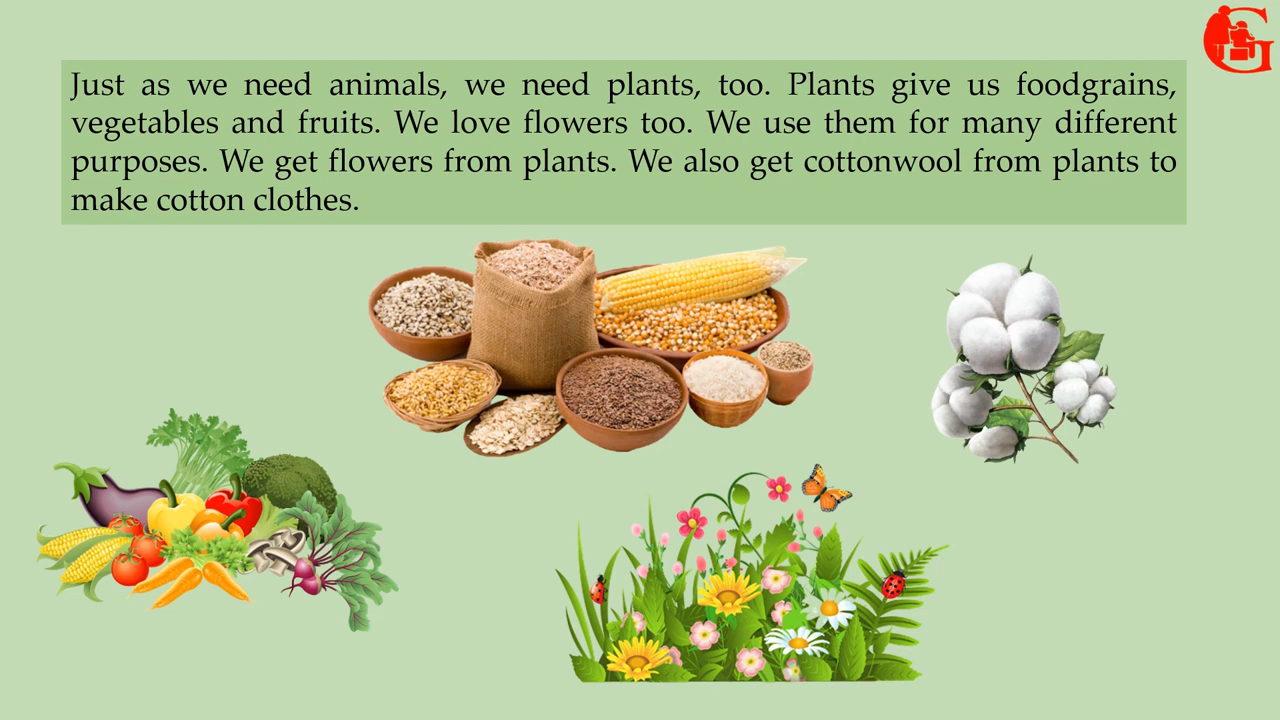 Just as we need animals, we need plants, too. Plants give us foodgrains,
vegetables and fruits. We love flowers too. We use them for many different
purposes. We get flowers from plants. We also get cottonwool from plants to
make cotton clothes.